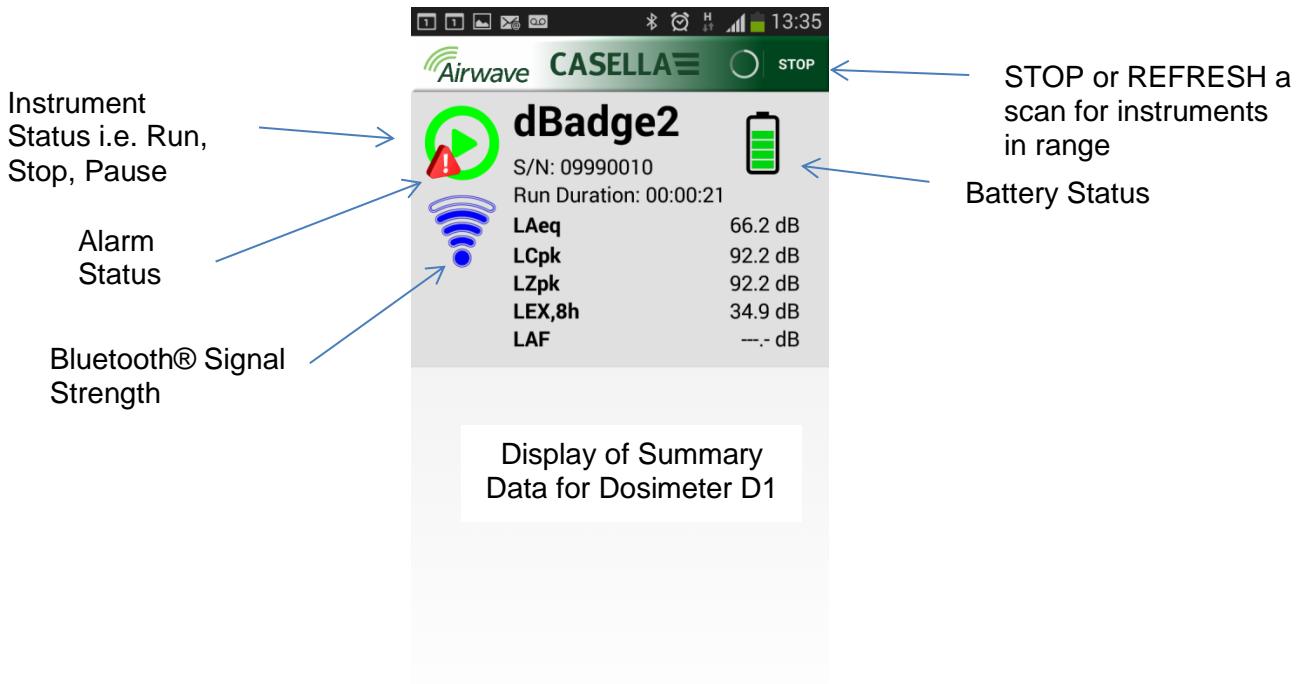 1 1 H 13:35
Airwave CASELLA STOP
STOP or REFRESH a
scan for instruments
in range
Instrument
Status i.e. Run,
Stop, Pause
dBadge2
S/N: 09990010
Run Duration: 00:00:21
Battery Status
LAeq 66.2 dB
LCpk 92.2 dB
LZpk 92.2 dB
LEX,8h 34.9 dB
LAF ---.- dB
Alarm
Status
Bluetooth® Signal
Strength
Display of Summary
Data for Dosimeter D1